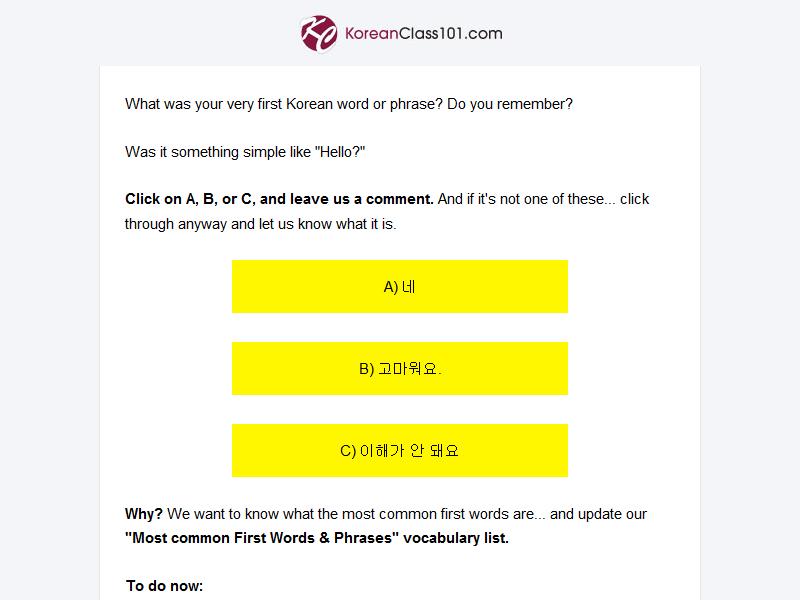 KoreanClass101.com
What was your very first Korean word or phrase? Do you remember?
Was it something simple like "Hello?"
Click on A, B, or C, and leave us a comment. And if it's not one of these... click
through anyway and let us know what it is.
A) 네
B) 고마워요.
C) 이해가 안 돼요
Why? We want to know what the most common first words are... and update our
"Most common First Words & Phrases" vocabulary list.
To do now: